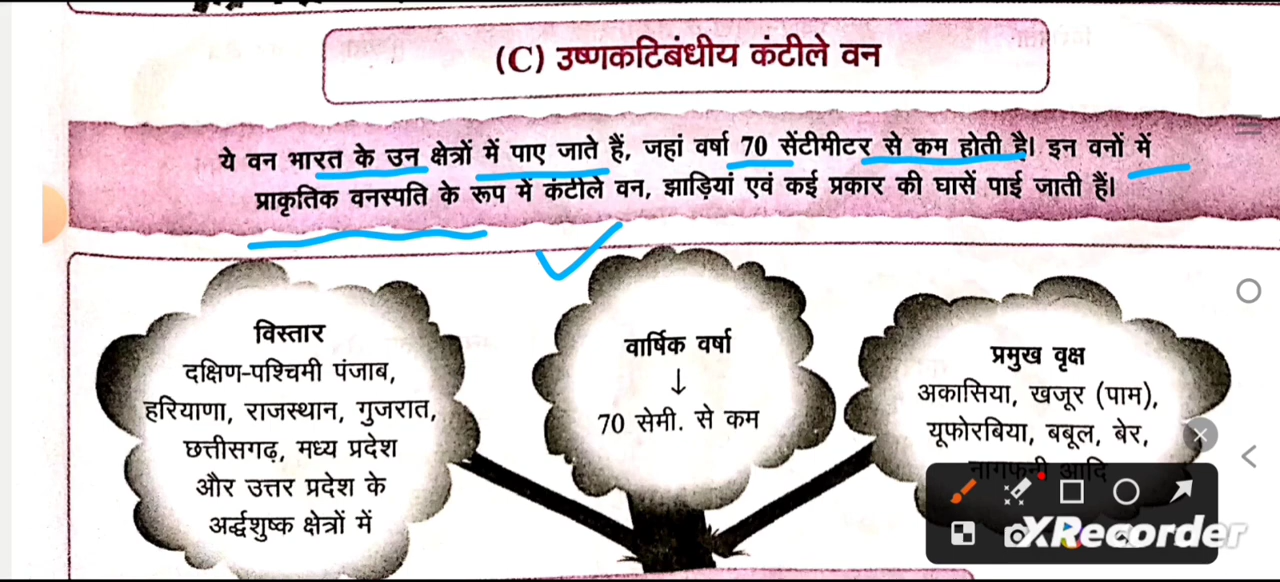 (C) उष्णकटिबंधीय कंटीले वन
ये वन भारत के उन क्षेत्रों में पाए जाते हैं, जहां वर्षा 70 सेंटीमीटर से कम होती है। इन वनों में
प्राकृतिक वनस्पति के रूप में कंटीले वन, झाड़ियां एवं कई प्रकार की घासें पाई जाती हैं।
विस्तार
दक्षिण-पश्चिमी पंजाब,
हरियाणा, राजस्थान, गुजरात,
छत्तीसगढ़, मध्य प्रदेश
और उत्तर प्रदेश के
अर्द्धशुष्क क्षेत्रों में
वार्षिक वर्षा
↓
70 सेमी. से कम
प्रमुख वृक्ष
अकासिया, खजूर (पाम),
यूफोरबिया, बबूल, बेर,
नागफनी आदि
XRecorder